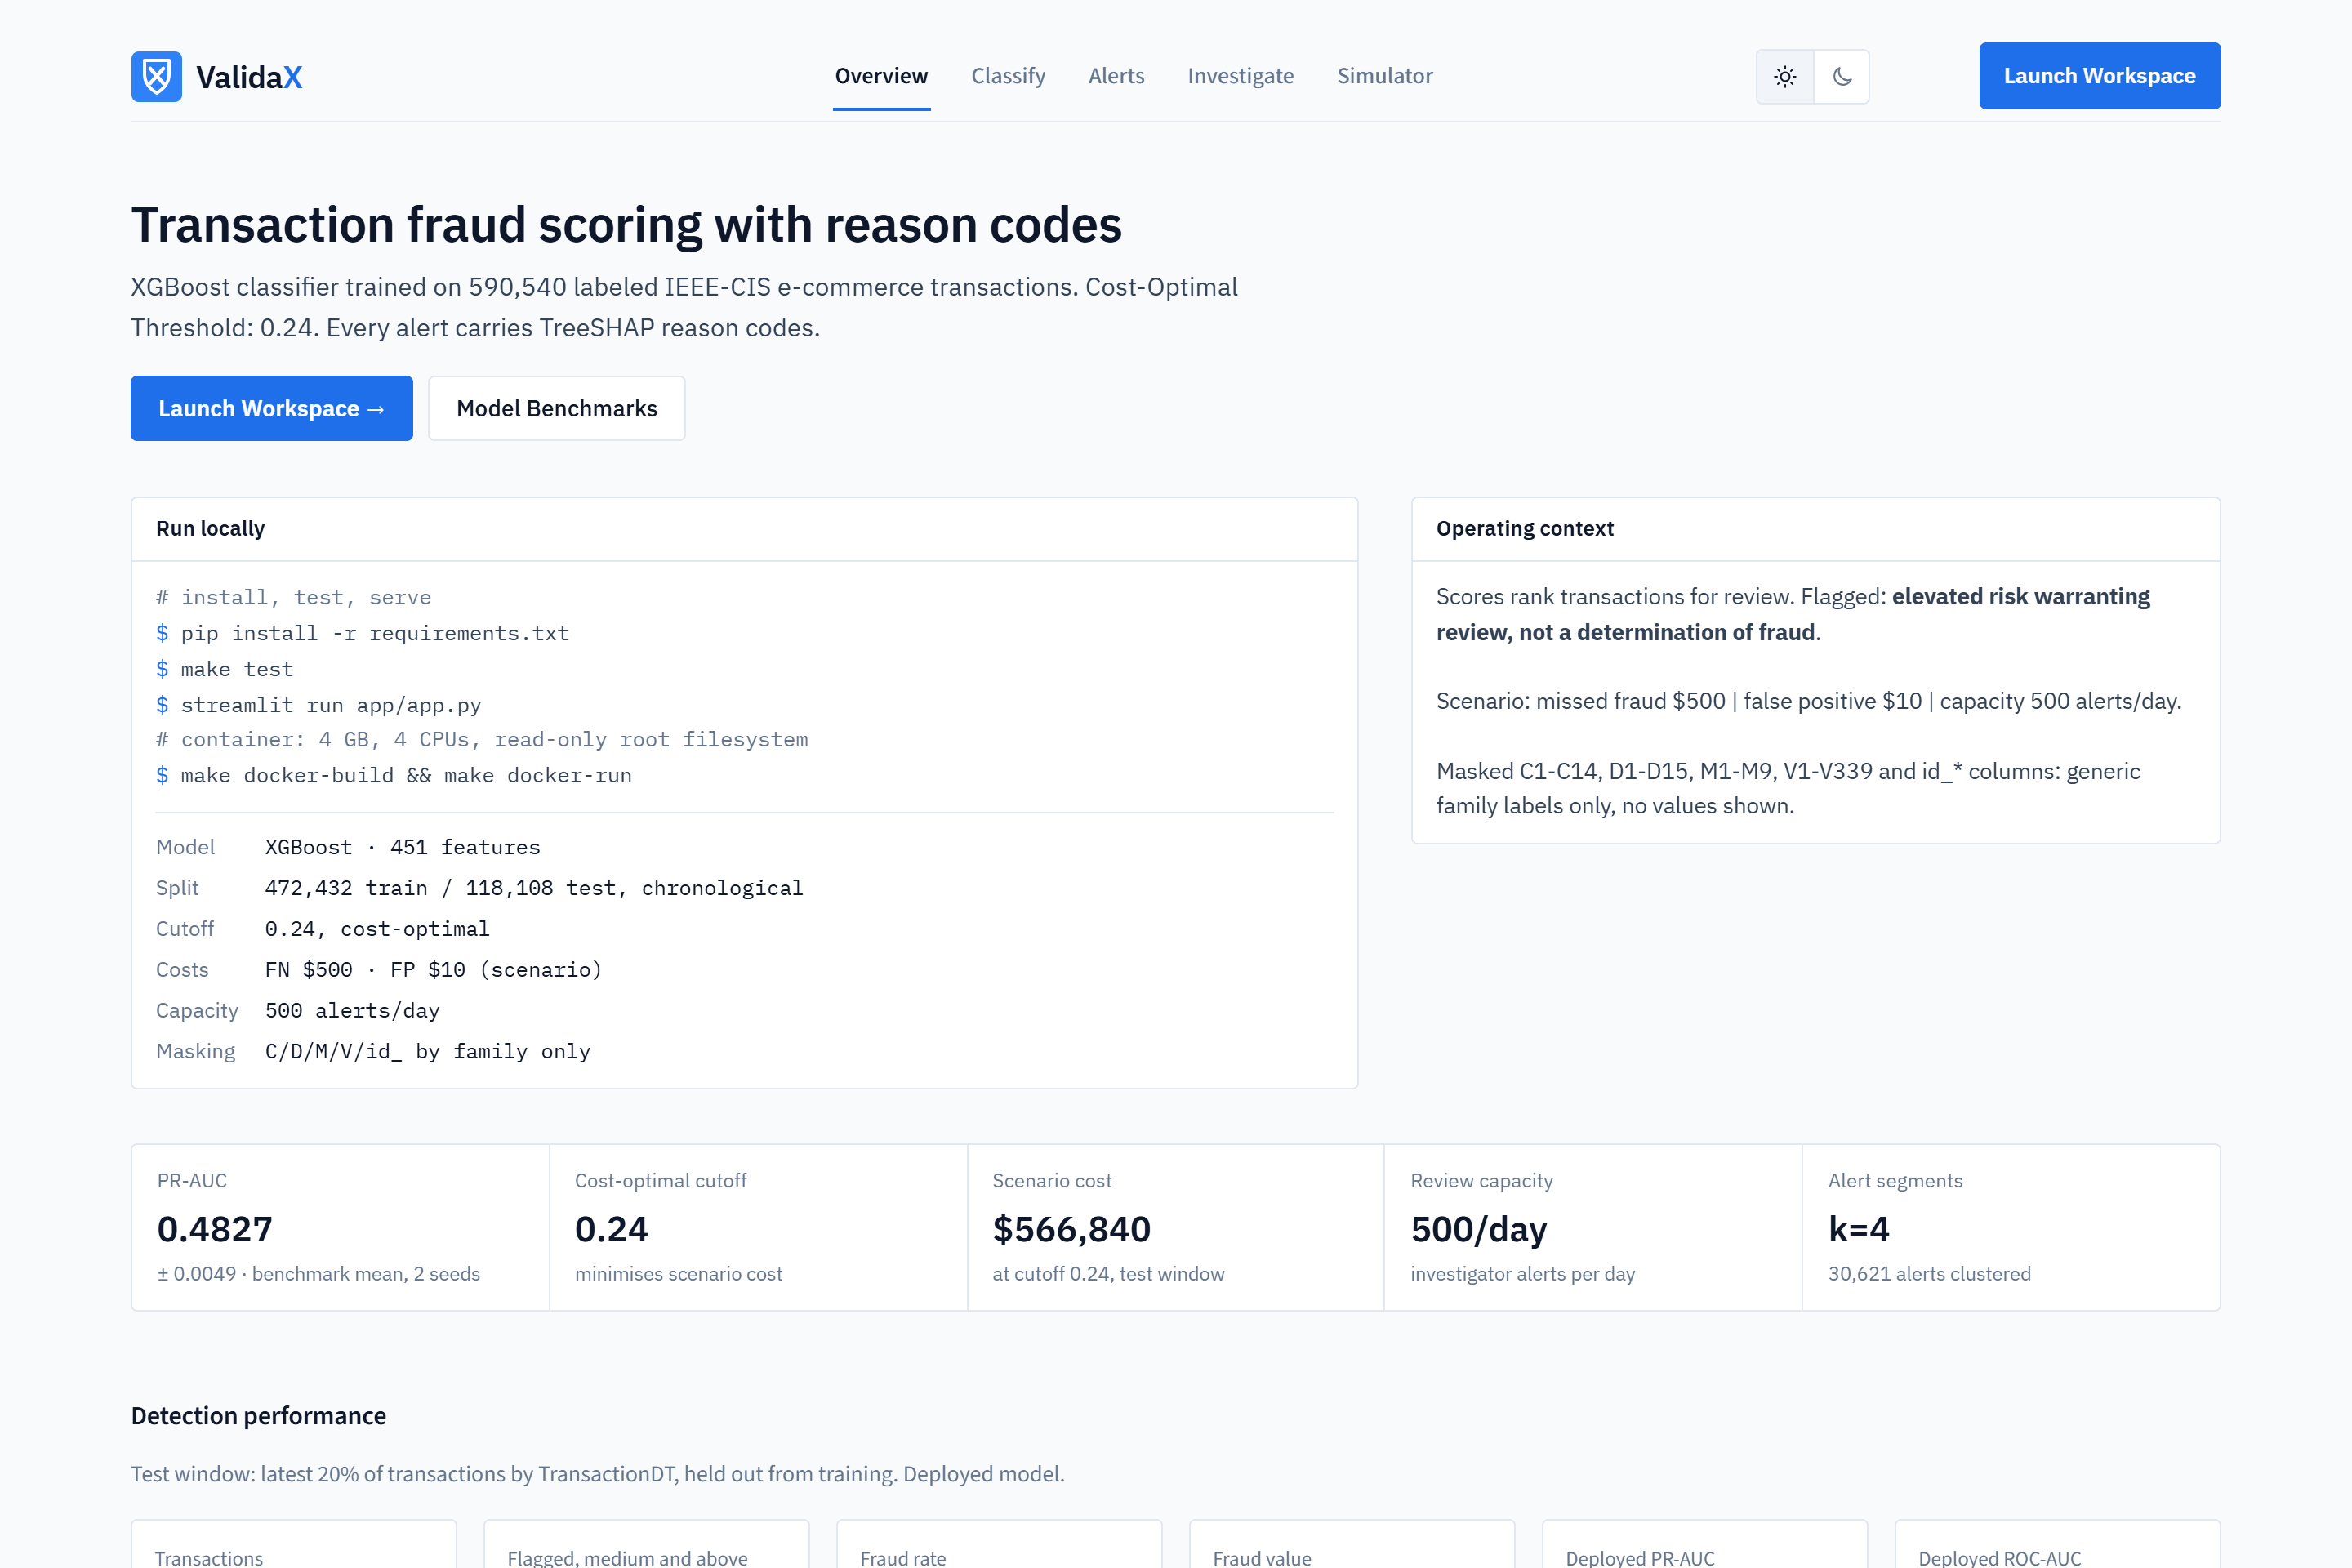 ValidaX
Overview Classify Alerts Investigate Simulator
Launch Workspace
Transaction fraud scoring with reason codes
XGBoost classifier trained on 590,540 labeled IEEE-CIS e-commerce transactions. Cost-Optimal
Threshold: 0.24. Every alert carries TreeSHAP reason codes.
Launch Workspace →
Model Benchmarks
Run locally
# install, test, serve
$ pip install -r requirements.txt
$ make test
$ streamlit run app/app.py
# container: 4 GB, 4 CPUs, read-only root filesystem
$ make docker-build && make docker-run
Model XGBoost · 451 features
Split 472,432 train / 118,108 test, chronological
Cutoff 0.24, cost-optimal
Costs FN $500 · FP $10 (scenario)
Capacity 500 alerts/day
Masking C/D/M/V/id_ by family only
Operating context
Scores rank transactions for review. Flagged: elevated risk warranting
review, not a determination of fraud.
Scenario: missed fraud $500 | false positive $10 | capacity 500 alerts/day.
Masked C1-C14, D1-D15, M1-M9, V1-V339 and id_* columns: generic
family labels only, no values shown.
PR-AUC
0.4827
± 0.0049 · benchmark mean, 2 seeds
Cost-optimal cutoff
0.24
minimises scenario cost
Scenario cost
$566,840
at cutoff 0.24, test window
Review capacity
500/day
investigator alerts per day
Alert segments
k=4
30,621 alerts clustered
Detection performance
Test window: latest 20% of transactions by TransactionDT, held out from training. Deployed model.
Transactions
Flagged, medium and above
Fraud rate
Fraud value
Deployed PR-AUC
Deployed ROC-AUC